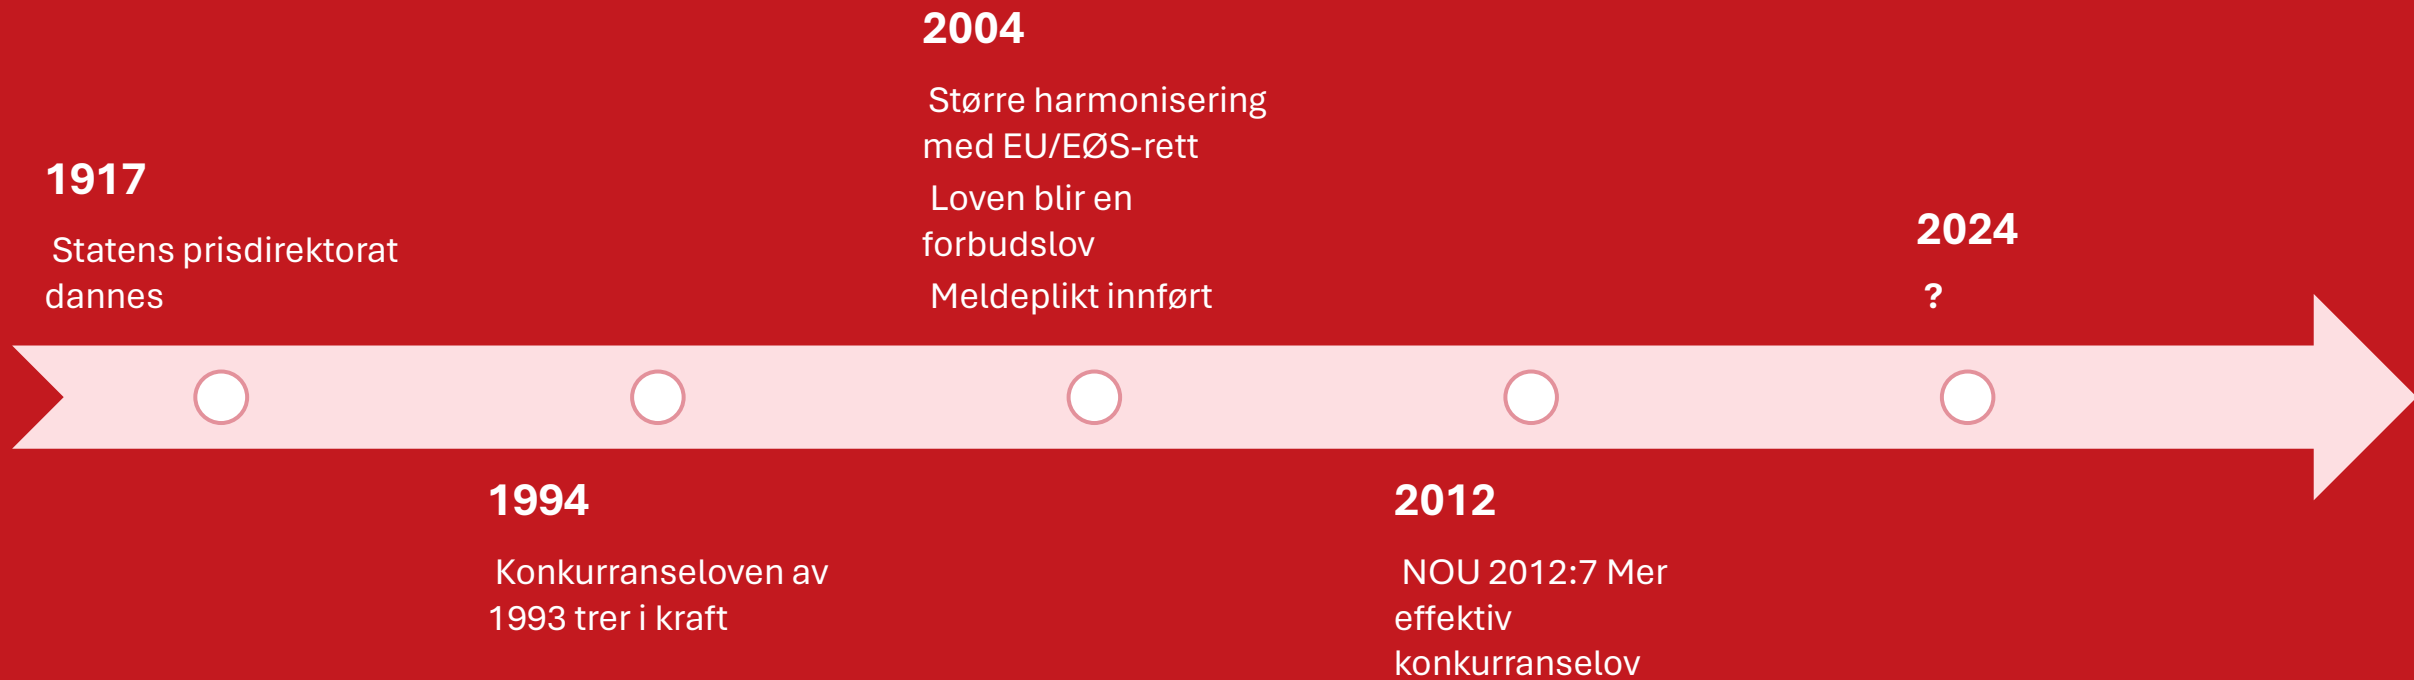 1917
Statens prisdirektorat
dannes
1994
Konkurranseloven av
1993 trer i kraft
2004
Større harmonisering
med EU/EØS-rett
Loven blir en
forbudslov
Meldeplikt innført
2012
NOU 2012:7 Mer
effektiv
konkurranselov
2024
?